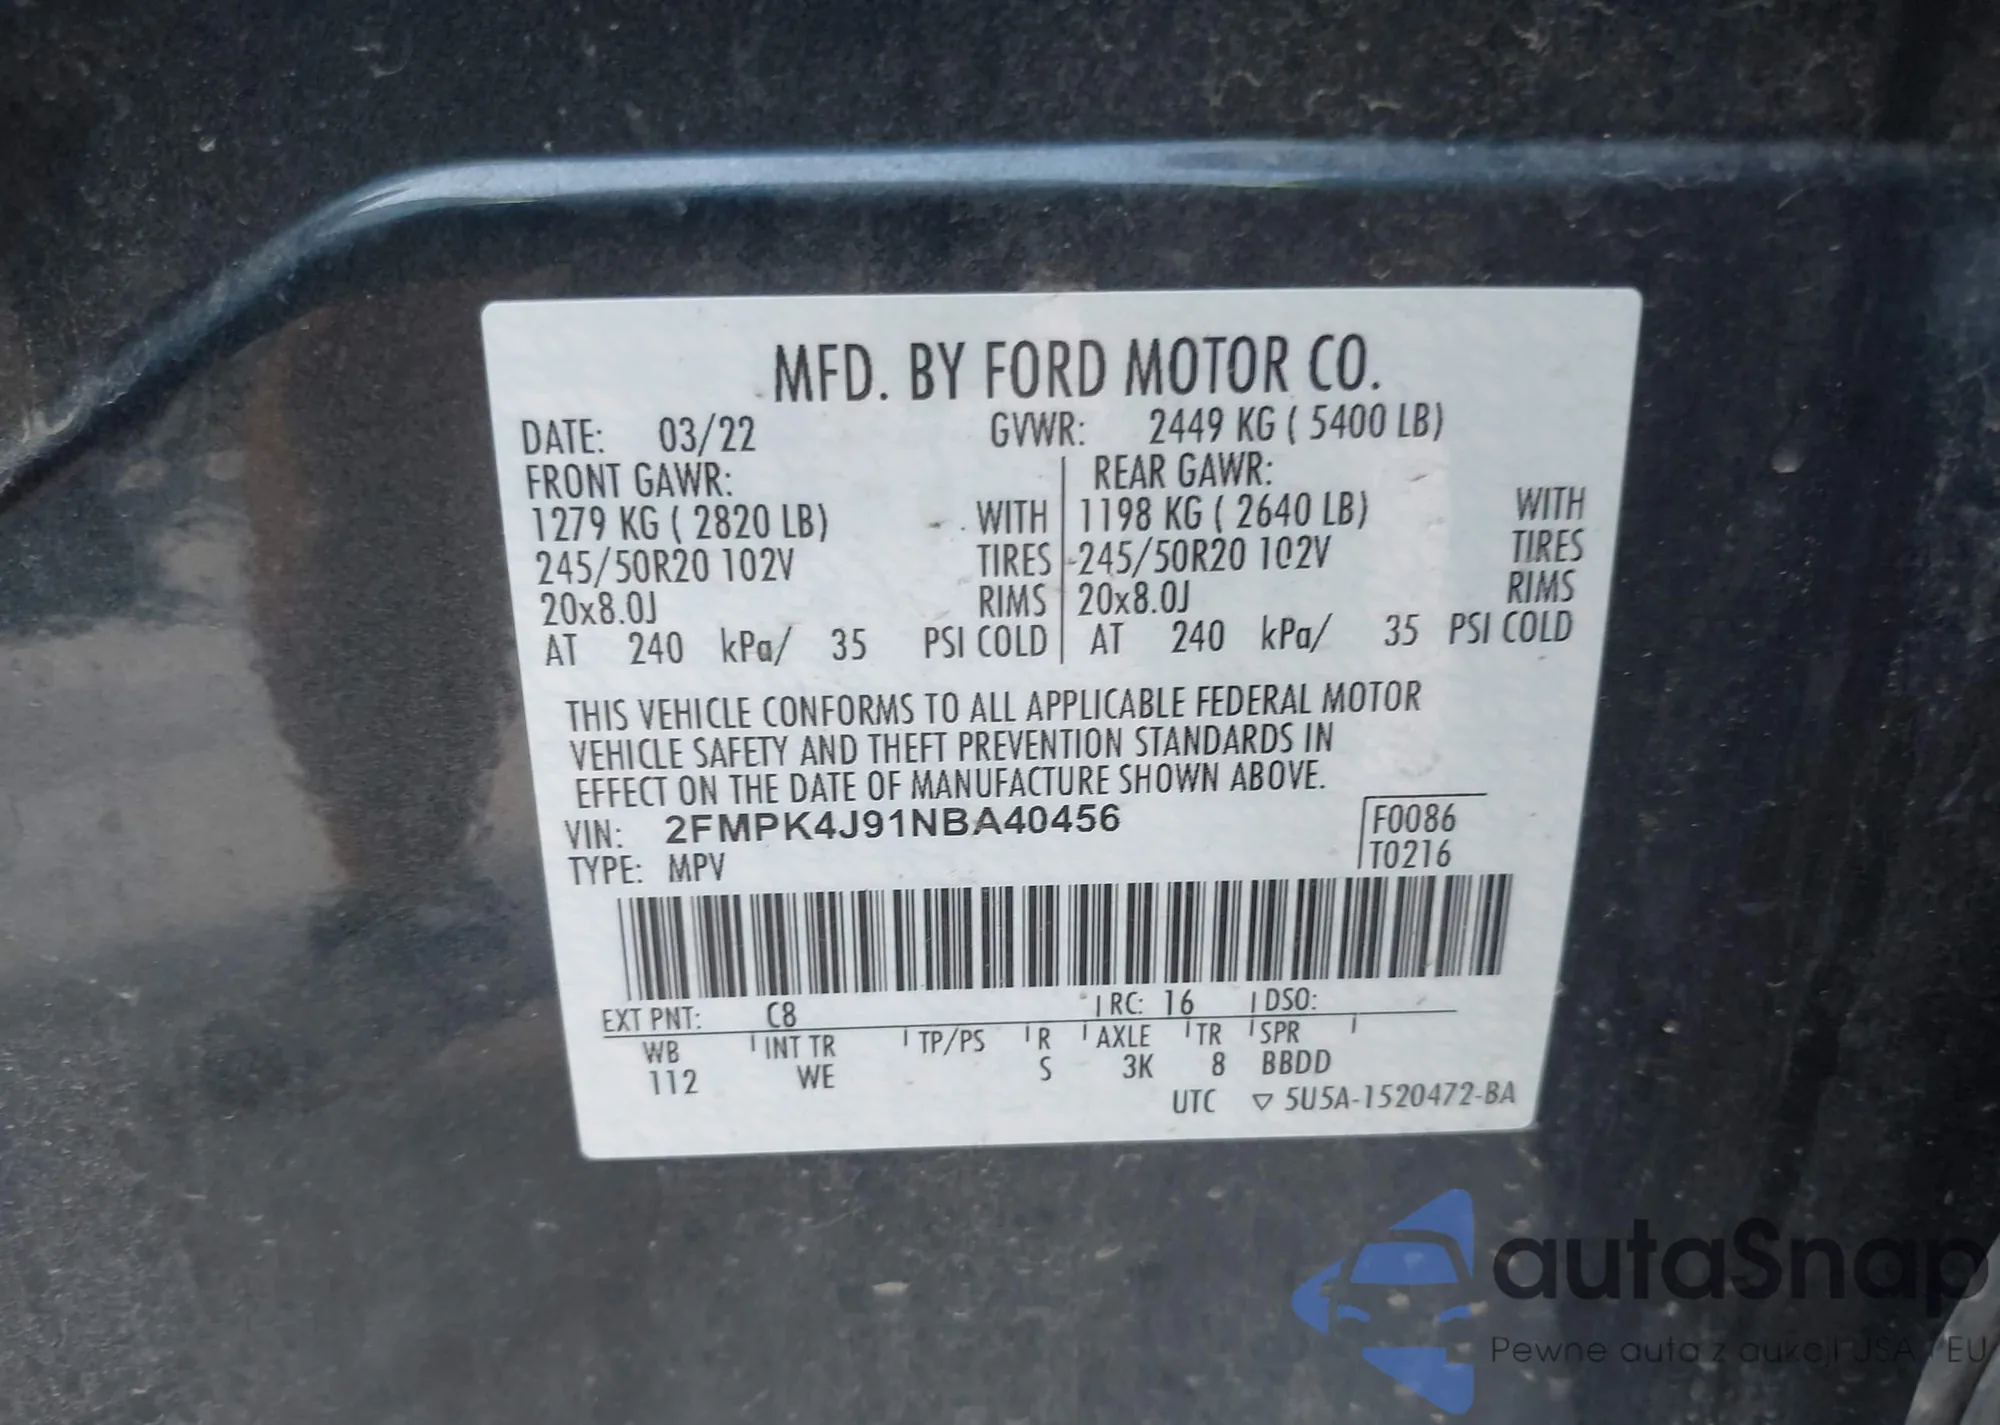 MFD. BY FORD MOTOR CO.
DATE: 03/22 GVWR: 2449 KG ( 5400 LB)
FRONT GAWR: REAR GAWR:
1279 KG ( 2820 LB) WITH 1198 KG ( 2640 LB) WITH
245/50R20 102V TIRES 245/50R20 102V TIRES
20x8.0J RIMS 20x8.0J RIMS
AT 240 kPa/ 35 PSI COLD AT 240 kPa/ 35 PSI COLD
THIS VEHICLE CONFORMS TO ALL APPLICABLE FEDERAL MOTOR
VEHICLE SAFETY AND THEFT PREVENTION STANDARDS IN
EFFECT ON THE DATE OF MANUFACTURE SHOWN ABOVE.
VIN: 2FMPK4J91NBA40456 F0086
TYPE: MPV T0216
EXT PNT: C8 RC: 16 DSO:
WB INT TR TP/PS R AXLE TR SPR
112 WE S 3K 8 BBDD
UTC ▽ 5U5A-1520472-BA
autaSnap
Pewne auta z aukcji USA i EU